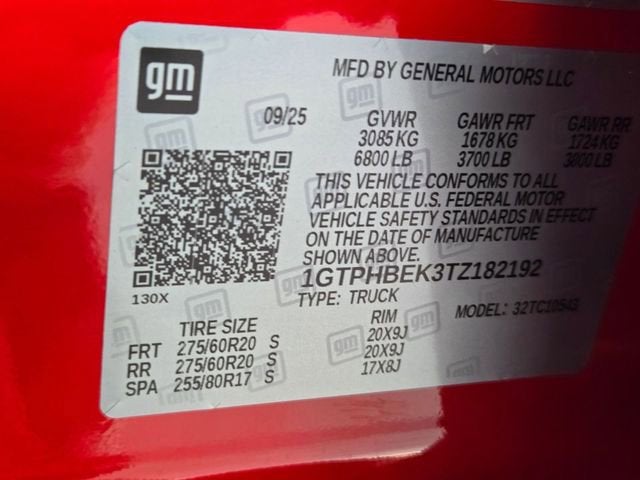 gm
MFD BY GENERAL MOTORS LLC
09/25 GVWR GAWR FRT GAWR RR
3085 KG 1678 KG 1724 KG
6800 LB 3700 LB 3800 LB
THIS VEHICLE CONFORMS TO ALL
APPLICABLE U.S. FEDERAL MOTOR
VEHICLE SAFETY STANDARDS IN EFFECT
ON THE DATE OF MANUFACTURE
SHOWN ABOVE.
1GTPHBEK3TZ182192
130X
TYPE: TRUCK
MODEL: 32TC10543
TIRE SIZE RIM
FRT 275/60R20 S 20X9J
RR 275/60R20 S 20X9J
SPA 255/80R17 S 17X8J